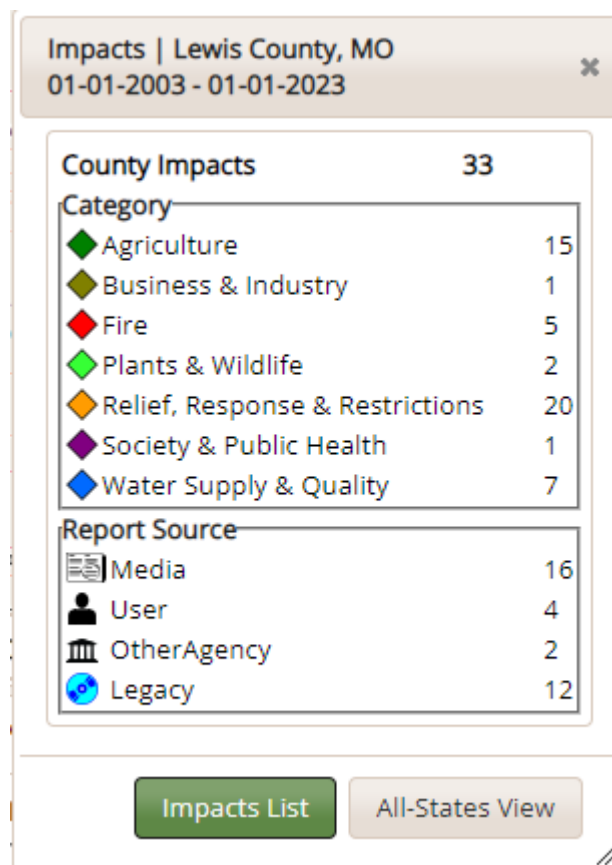 Impacts | Lewis County, MO
01-01-2003 - 01-01-2023
County Impacts 33
Category
Agriculture 15
Business & Industry 1
Fire 5
Plants & Wildlife 2
Relief, Response & Restrictions 20
Society & Public Health 1
Water Supply & Quality 7
Report Source
Media 16
User 4
OtherAgency 2
Legacy 12
Impacts List All-States View